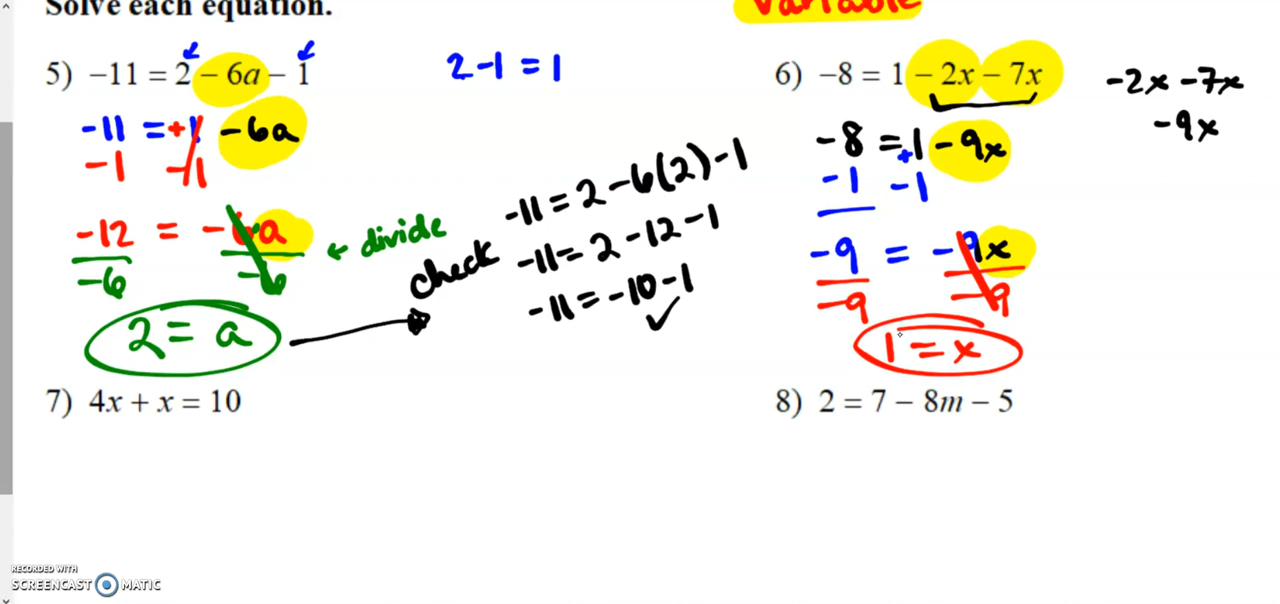 Solve each equation.
variable
5) −11 = 2 − 6a − 1
2 - 1 = 1
-11 = +1 -6a
-1 -1
-12 = -6a
-6 -6
← divide
2 = a
check
-11 = 2 - 6(2) - 1
-11 = 2 - 12 - 1
-11 = -10 - 1
✓
6) −8 = 1 − 2x − 7x
-2x - 7x
-9x
-8 = +1 - 9x
-1 -1
-9 = -9x
-9 -9
1 = x
7) 4x + x = 10
8) 2 = 7 − 8m − 5
RECORDED WITH
SCREENCAST MATIC